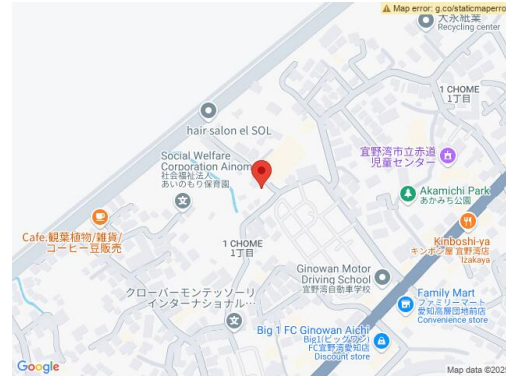 Map error: g.co/staticmaperro
大永紙業
Recycling center
1 CHOME
1丁目
hair salon el SOL
宜野湾市立赤道
児童センター
Social Welfare
Corporation Ainom
社会福祉法人
あいのもり保育園
Akamichi Park
あかみち公園
Cafe,観葉植物/雑貨/
コーヒー豆販売
Kinboshi-ya
キンボシ屋 宜野湾店
Izakaya
1 CHOME
1丁目
Ginowan Motor
Driving School
宜野湾自動車学校
クローバーモンテッソーリ
インターナショナル…
Family Mart
ファミリーマート
愛知高層団地前店
Convenience store
Big 1 FC Ginowan Aichi
Big1(ビッグワン)
FC宜野湾愛知店
Discount store
Google
Map data ©2025